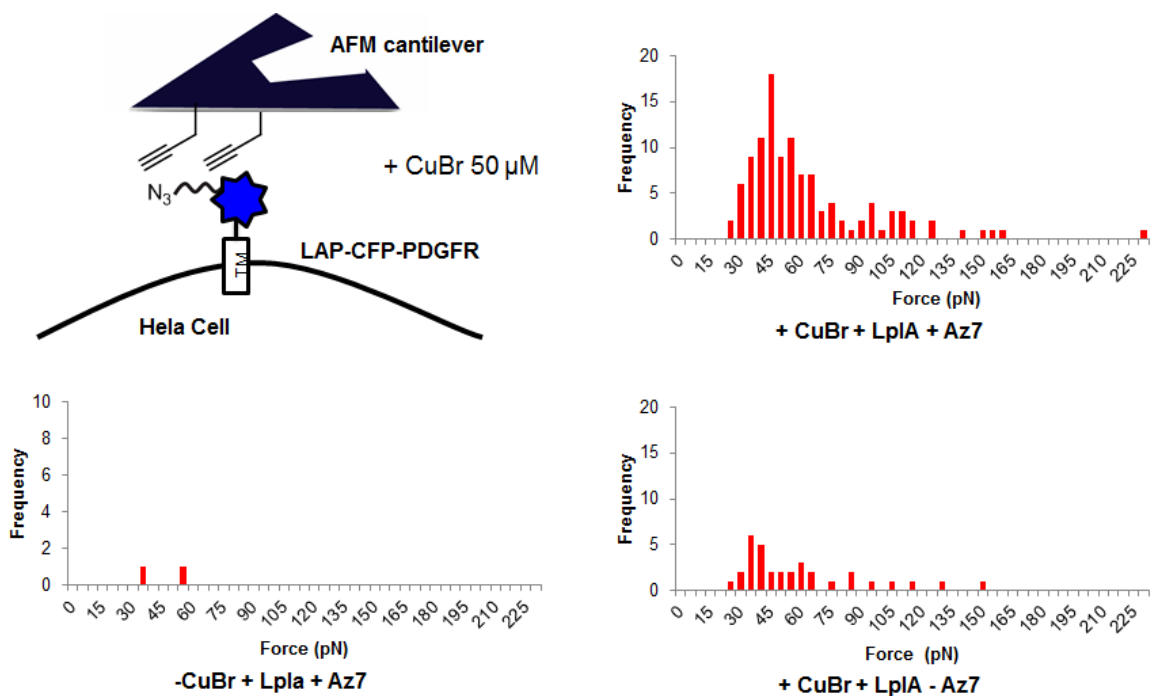 AFM cantilever
+ CuBr 50 µM
N3
LAP-CFP-PDGFR
TM
Hela Cell
20
15
10
5
0
Frequency
0 15 30 45 60 75 90 105 120 135 150 165 180 195 210 225
Force (pN)
+ CuBr + LplA + Az7
10
8
6
4
2
0
Frequency
0 15 30 45 60 75 90 105 120 135 150 165 180 195 210 225
Force (pN)
-CuBr + Lpla + Az7
20
15
10
5
0
Frequency
0 15 30 45 60 75 90 105 120 135 150 165 180 195 210 225
Force (pN)
+ CuBr + LplA - Az7